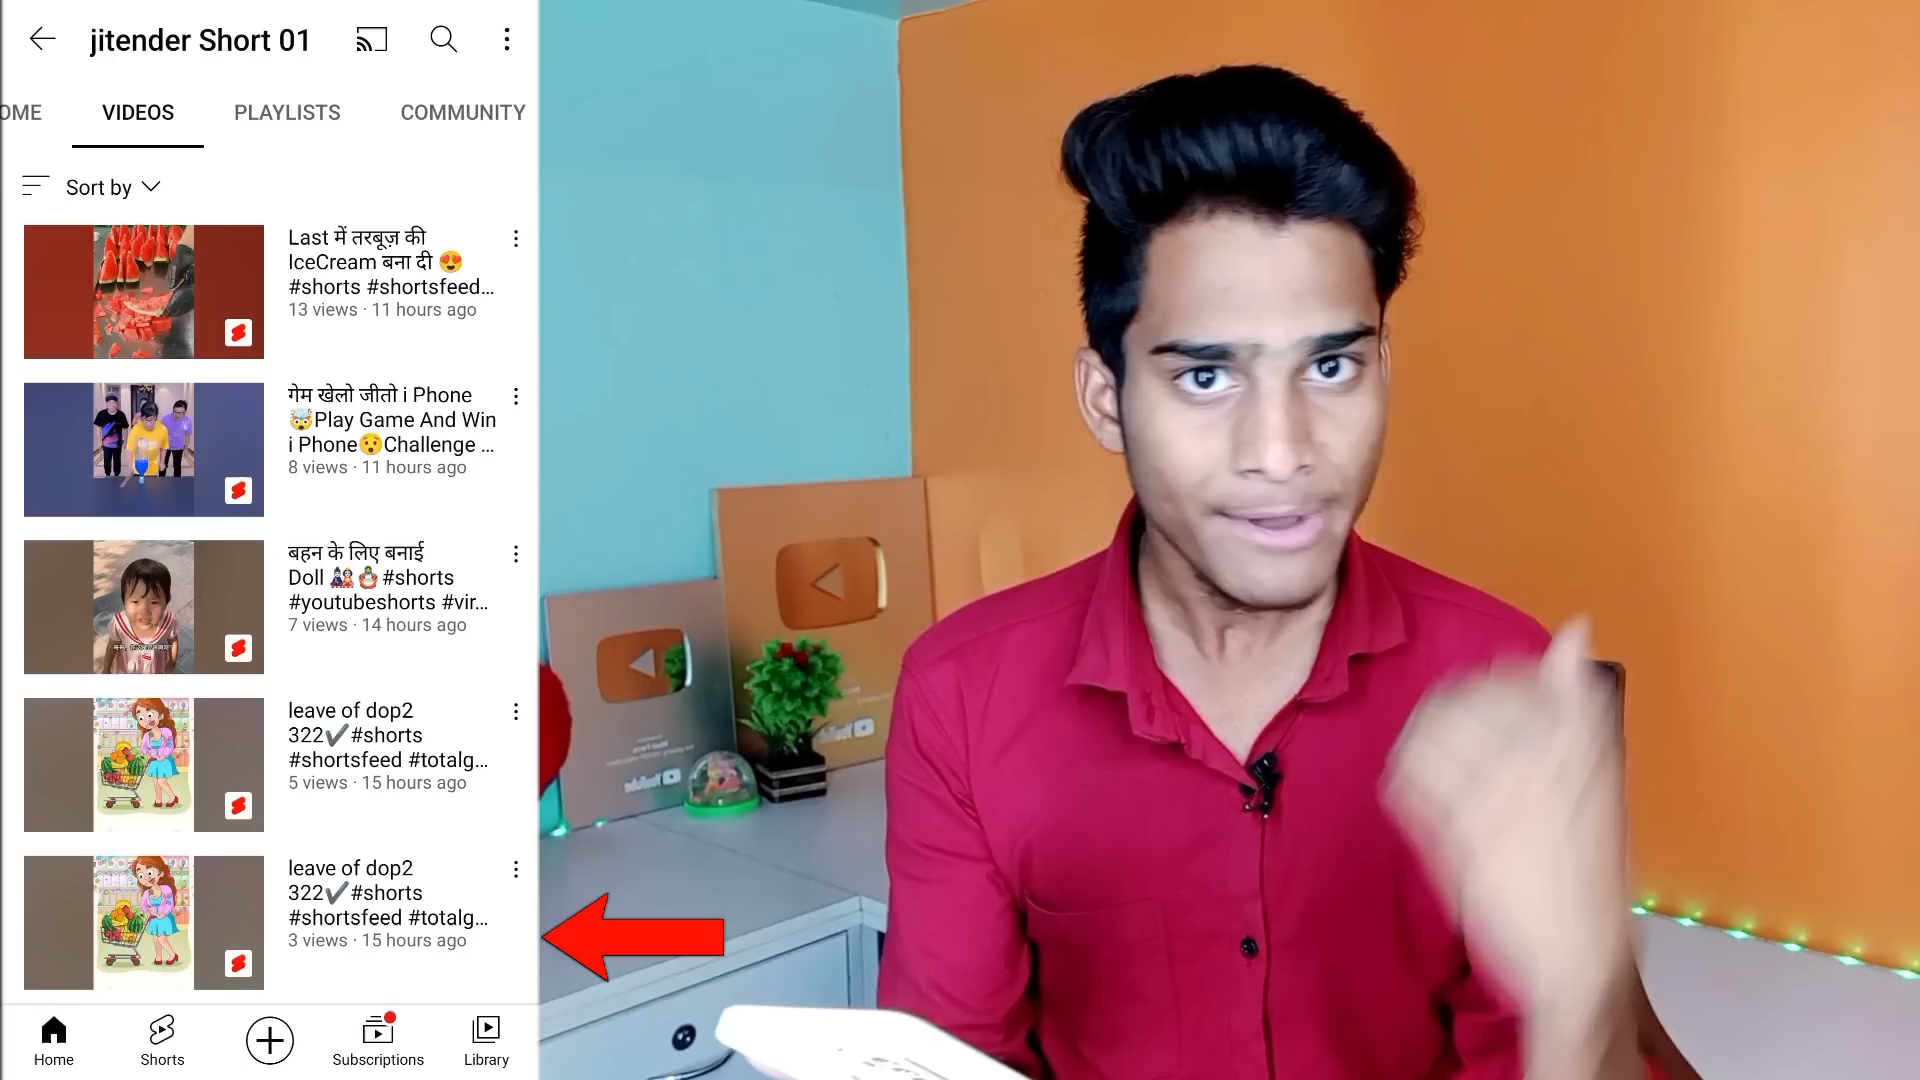 jitender Short 01
OME VIDEOS PLAYLISTS COMMUNITY
Sort by
Last में तरबूज़ की
IceCream बना दी 😍
#shorts #shortsfeed...
13 views · 11 hours ago
गेम खेलो जीतो i Phone
🤯Play Game And Win
i Phone😯Challenge ...
8 views · 11 hours ago
बहन के लिए बनाई
Doll 🎎🪆#shorts
#youtubeshorts #vir...
7 views · 14 hours ago
leave of dop2
322✔️#shorts
#shortsfeed #totalg...
5 views · 15 hours ago
leave of dop2
322✔️#shorts
#shortsfeed #totalg...
3 views · 15 hours ago
Home Shorts Subscriptions Library
YouTube